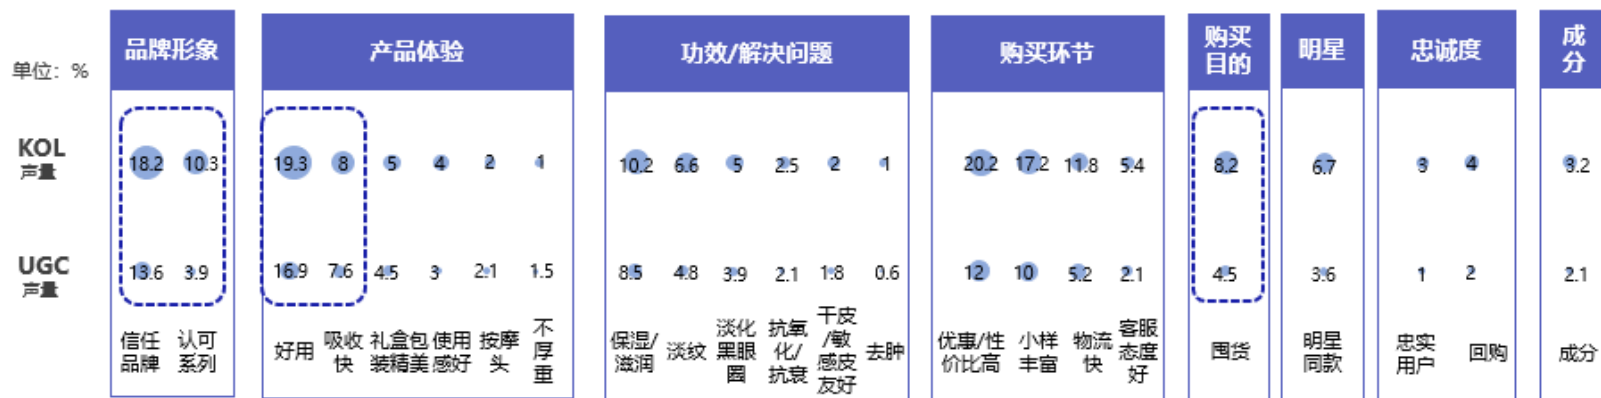 品牌形象
产品体验
功效/解决问题
购买环节
购买
目的
明星
忠诚度
成
分
单位：%
KOL
声量
18.2 10.3 19.3 8 5 4 2 1 10.2 6.6 5 2.5 2 1 20.2 17.2 11.8 5.4 8.2 6.7 3 4 3.2
UGC
声量
13.6 3.9 16.9 7.6 4.5 3 2.1 1.5 8.5 4.8 3.9 2.1 1.8 0.6 12 10 5.2 2.1 4.5 3.6 1 2 2.1
信任
品牌
认可
系列
好用
吸收
快
礼盒包
装精美
使用
感好
按摩
头
不
厚
重
保湿/
滋润
淡纹
淡化
黑眼
圈
抗氧
化/
抗衰
干皮
/敏
感皮
友好
去肿
优惠/性
价比高
小样
丰富
物流
快
客服
态度
好
囤货
明星
同款
忠实
用户
回购
成分